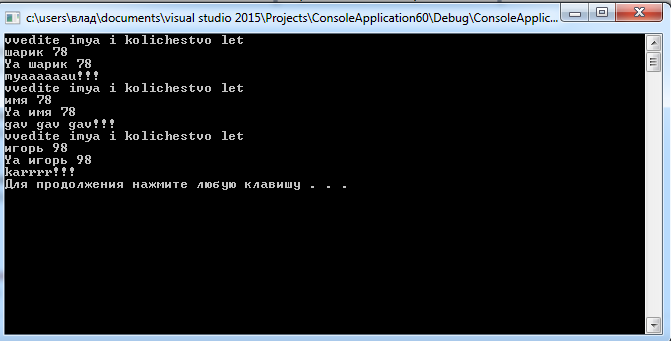 c:\users\влад\documents\visual studio 2015\Projects\ConsoleApplication60\Debug\ConsoleApplic...
vvedite imya i kolichestvo let
шарик 78
Ya шарик 78
myaaaaaau!!!
vvedite imya i kolichestvo let
имя 78
Ya имя 78
gav gav gav!!!
vvedite imya i kolichestvo let
игорь 98
Ya игорь 98
karrrr!!!
Для продолжения нажмите любую клавишу . . .